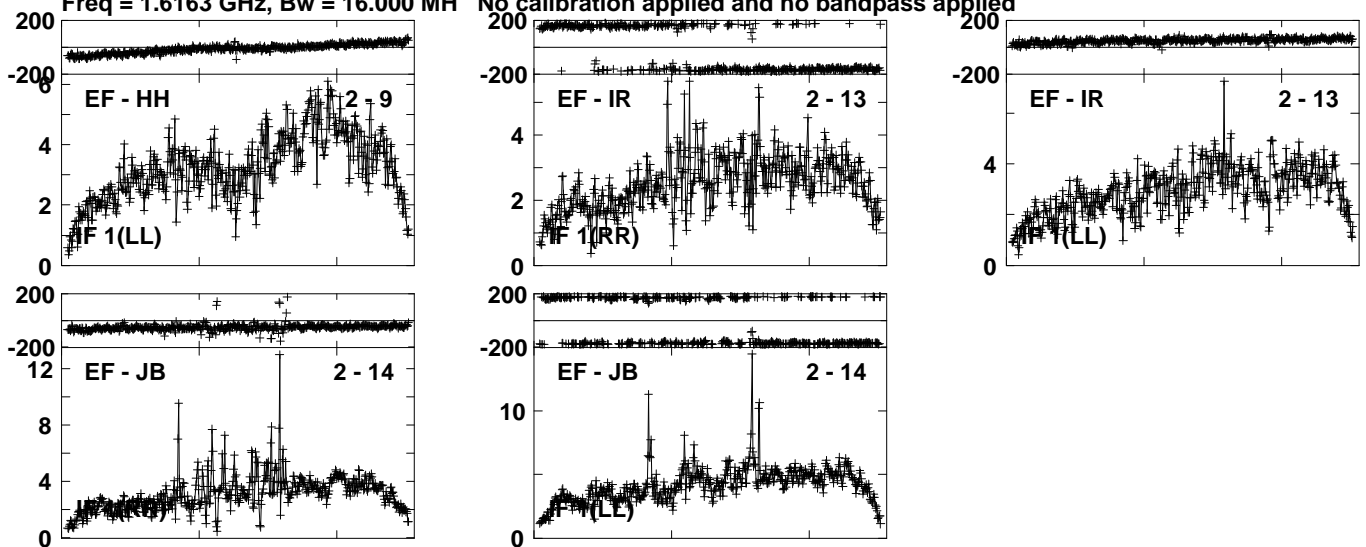 Freq = 1.6163 GHz, Bw = 16.000 MH No calibration applied and no bandpass applied
200
-200
6
4
2
0
EF - HH 2 - 9
IF 1(LL)
200
-200
4
2
0
EF - IR 2 - 13
IF 1(RR)
200
-200
4
0
EF - IR 2 - 13
IF 1(LL)
200
-200
12
8
4
0
EF - JB 2 - 14
IF 1(RR)
200
-200
10
0
EF - JB 2 - 14
IF 1(LL)